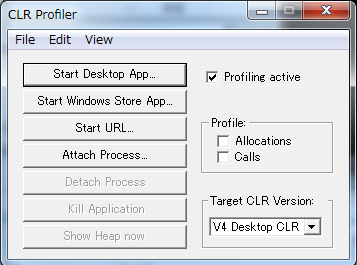 CLR Profiler
File Edit View
Start Desktop App...
Profiling active
Start Windows Store App...
Start URL...
Profile:
Allocations
Calls
Attach Process...
Detach Process
Kill Application
Show Heap now
Target CLR Version:
V4 Desktop CLR